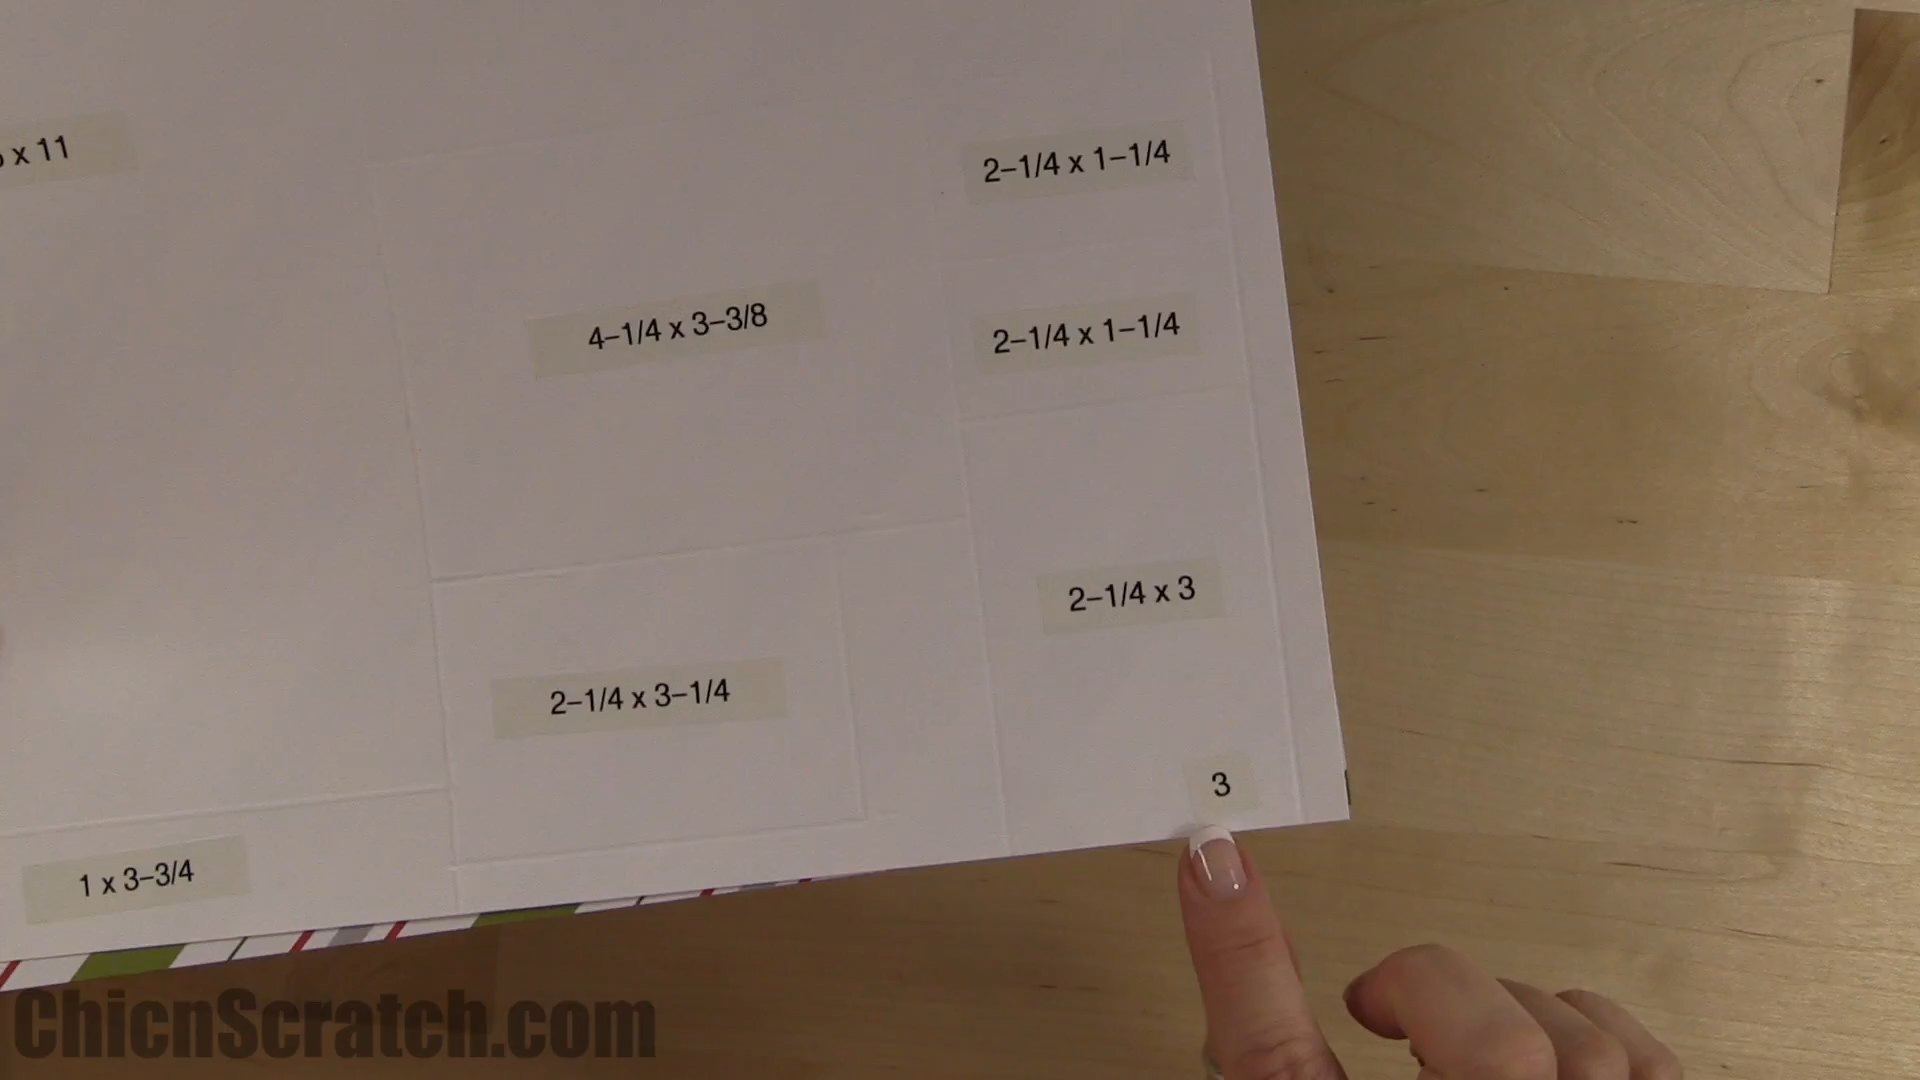 x 11
2–1/4 x 1–1/4
4–1/4 x 3–3/8
2–1/4 x 1–1/4
2–1/4 x 3
2–1/4 x 3–1/4
3
1 x 3–3/4
ChicnScratch.com